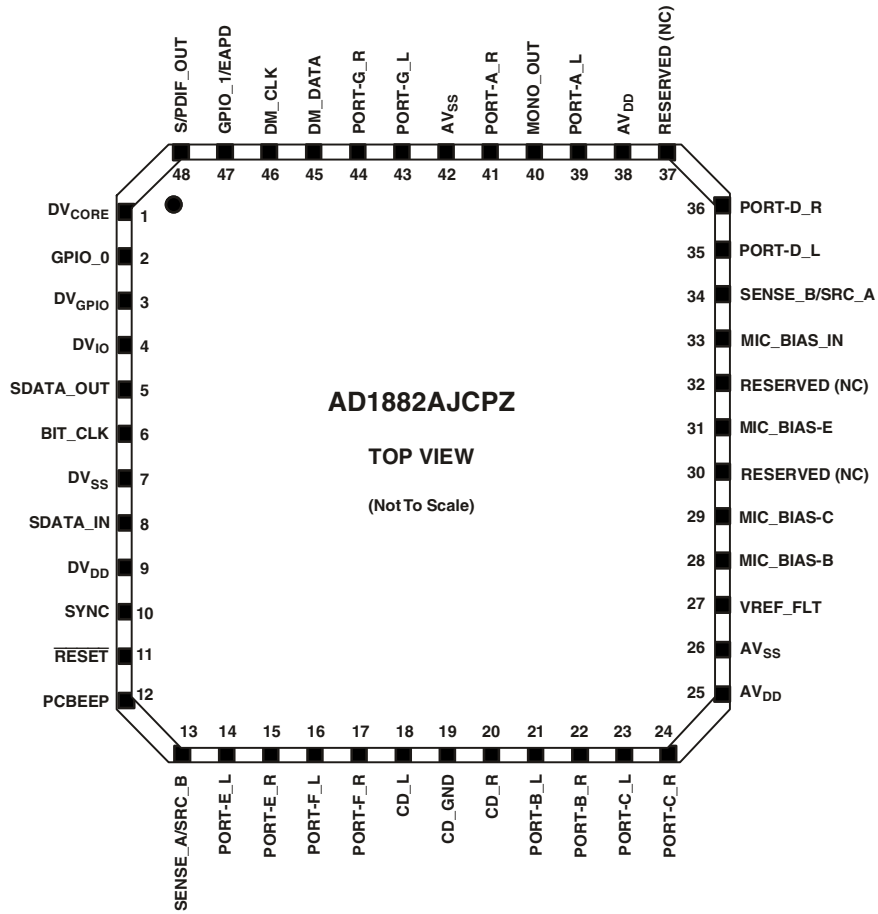 S/PDIF_OUT
GPIO_1/EAPD
DM_CLK
DM_DATA
PORT-G_R
PORT-G_L
AVSS
PORT-A_R
MONO_OUT
PORT-A_L
AVDD
RESERVED (NC)
48 47 46 45 44 43 42 41 40 39 38 37
DVCORE 1
GPIO_0 2
DVGPIO 3
DVIO 4
SDATA_OUT 5
BIT_CLK 6
DVSS 7
SDATA_IN 8
DVDD 9
SYNC 10
RESET 11
PCBEEP 12
AD1882AJCPZ
TOP VIEW
(Not To Scale)
36 PORT-D_R
35 PORT-D_L
34 SENSE_B/SRC_A
33 MIC_BIAS_IN
32 RESERVED (NC)
31 MIC_BIAS-E
30 RESERVED (NC)
29 MIC_BIAS-C
28 MIC_BIAS-B
27 VREF_FLT
26 AVSS
25 AVDD
13 14 15 16 17 18 19 20 21 22 23 24
SENSE_A/SRC_B
PORT-E_L
PORT-E_R
PORT-F_L
PORT-F_R
CD_L
CD_GND
CD_R
PORT-B_L
PORT-B_R
PORT-C_L
PORT-C_R